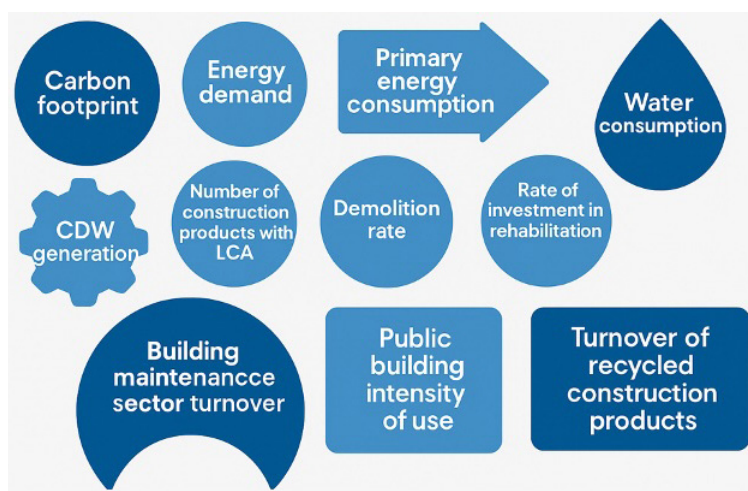 Carbon
footprint
Energy
demand
Primary
energy
consumption
Water
consumption
CDW
generation
Number of
construction
products with
LCA
Demolition
rate
Rate of
investment in
rehabilitation
Building
maintenancce
sector turnover
Public
building
intensity
of use
Turnover of
recycled
construction
products